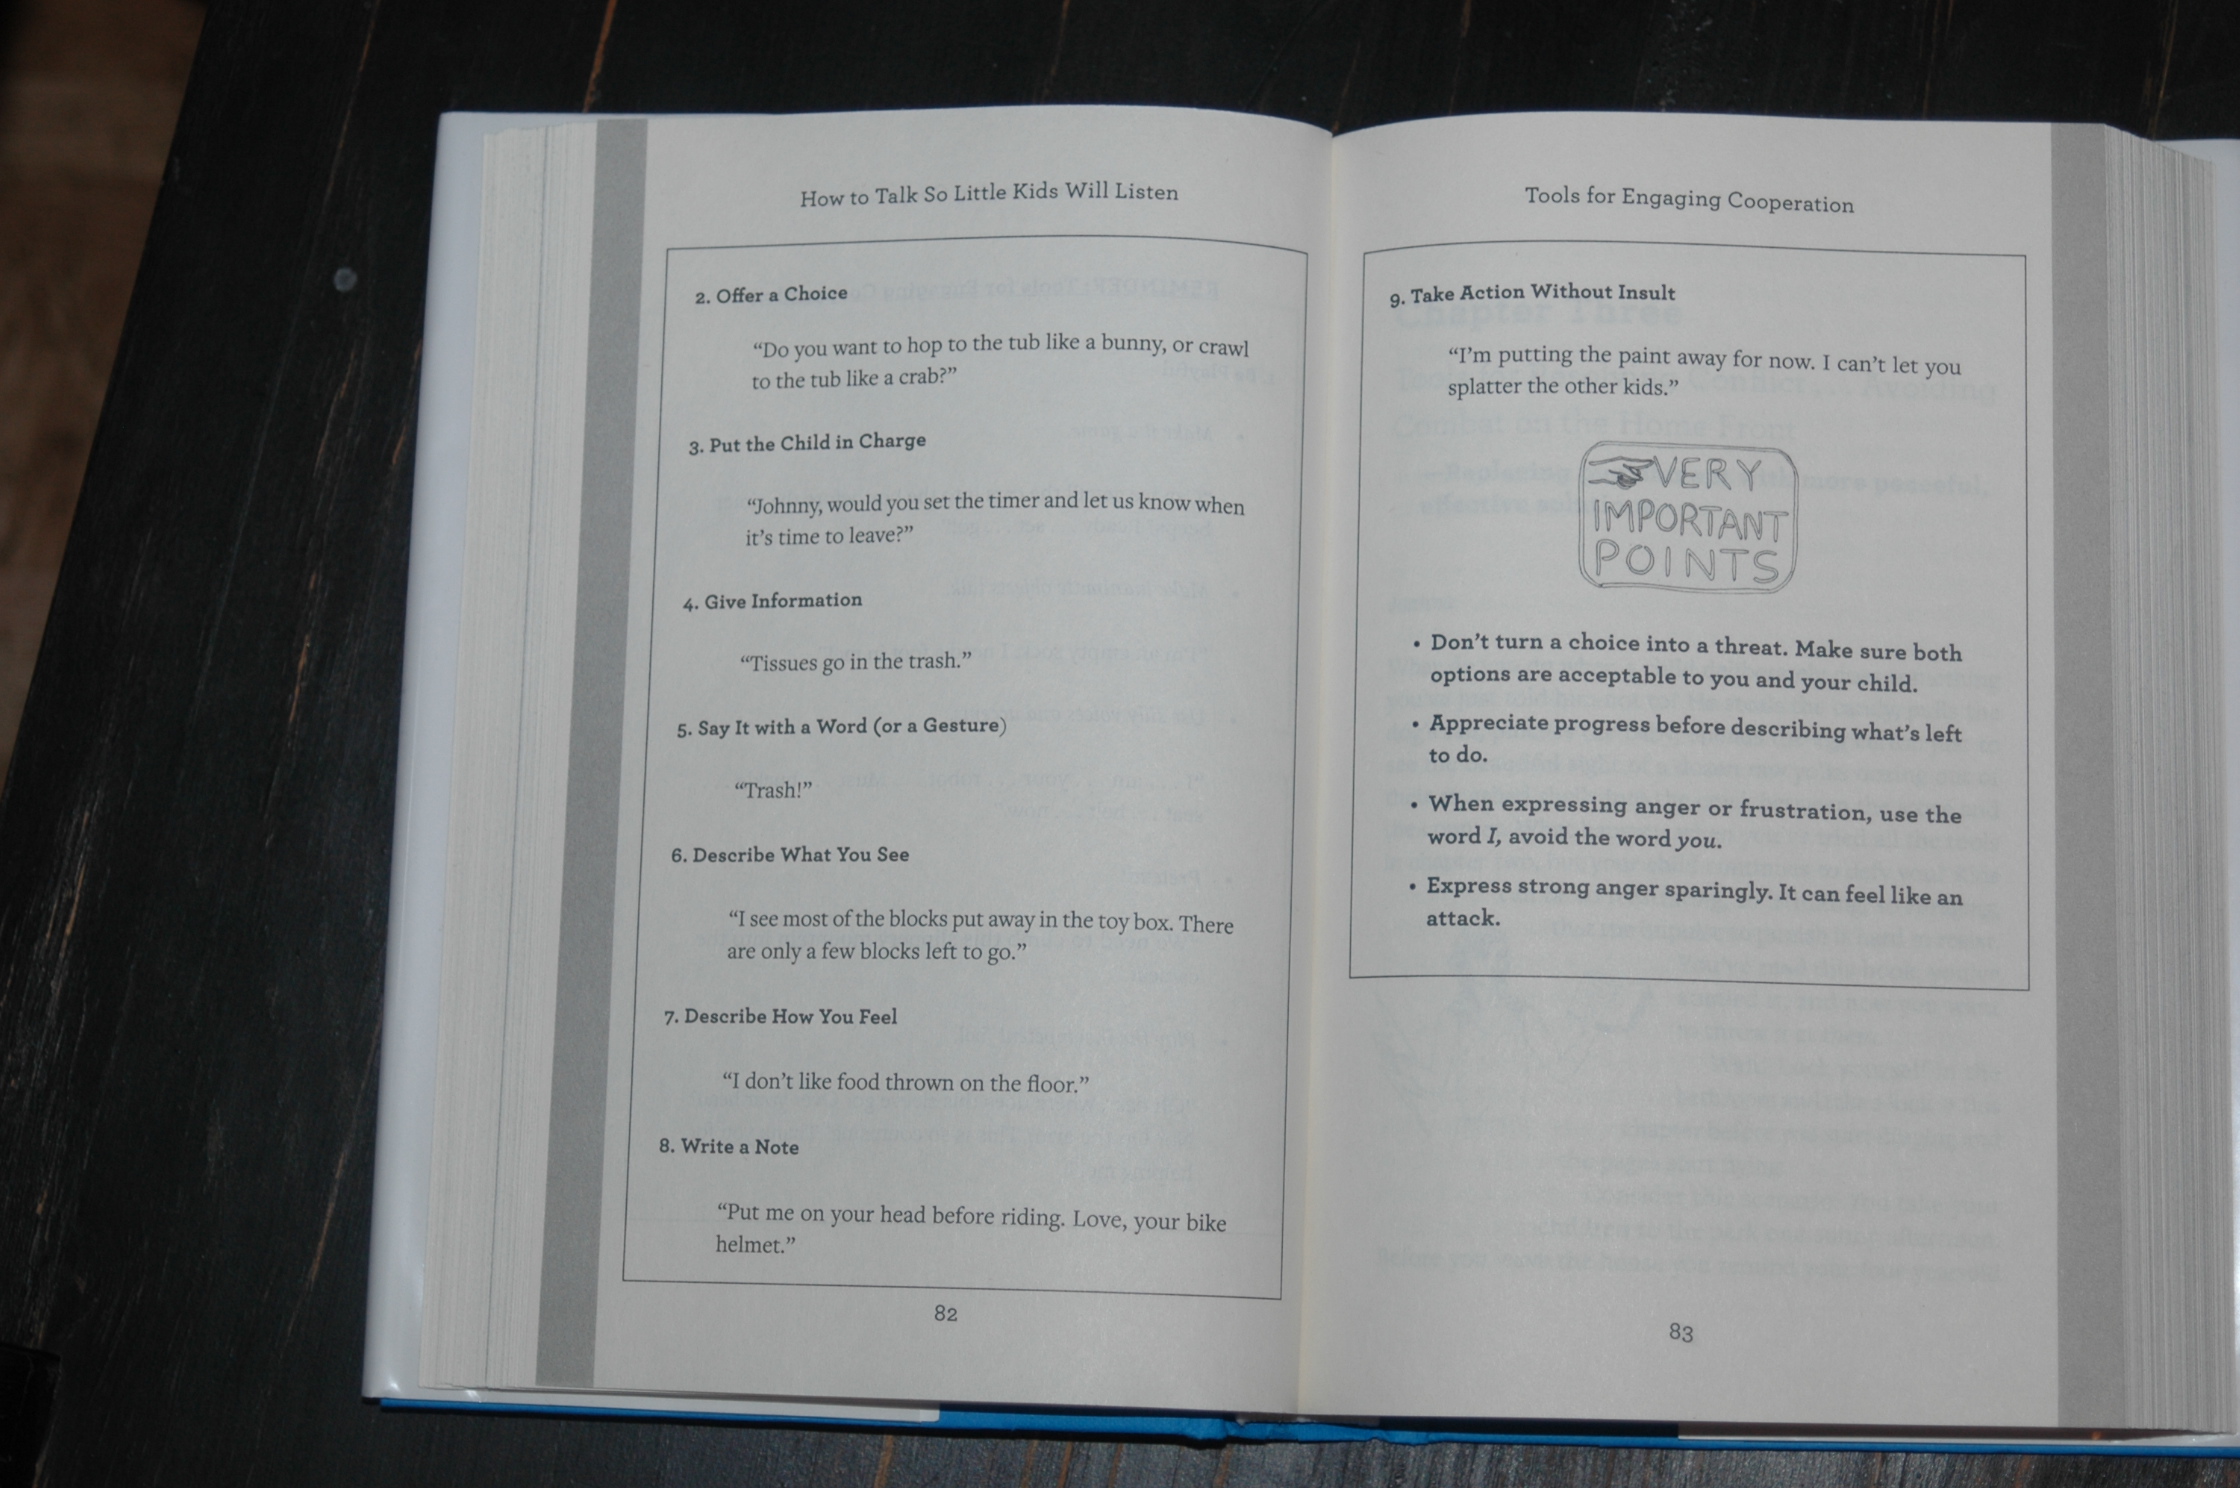 How to Talk So Little Kids Will Listen
2. Offer a Choice
“Do you want to hop to the tub like a bunny, or crawl
to the tub like a crab?”
3. Put the Child in Charge
“Johnny, would you set the timer and let us know when
it’s time to leave?”
4. Give Information
“Tissues go in the trash.”
5. Say It with a Word (or a Gesture)
“Trash!”
6. Describe What You See
“I see most of the blocks put away in the toy box. There
are only a few blocks left to go.”
7. Describe How You Feel
“I don’t like food thrown on the floor.”
8. Write a Note
“Put me on your head before riding. Love, your bike
helmet.”
82
Tools for Engaging Cooperation
9. Take Action Without Insult
“I’m putting the paint away for now. I can’t let you
splatter the other kids.”
VERY
IMPORTANT
POINTS
• Don’t turn a choice into a threat. Make sure both
options are acceptable to you and your child.
• Appreciate progress before describing what’s left
to do.
• When expressing anger or frustration, use the
word I, avoid the word you.
• Express strong anger sparingly. It can feel like an
attack.
83